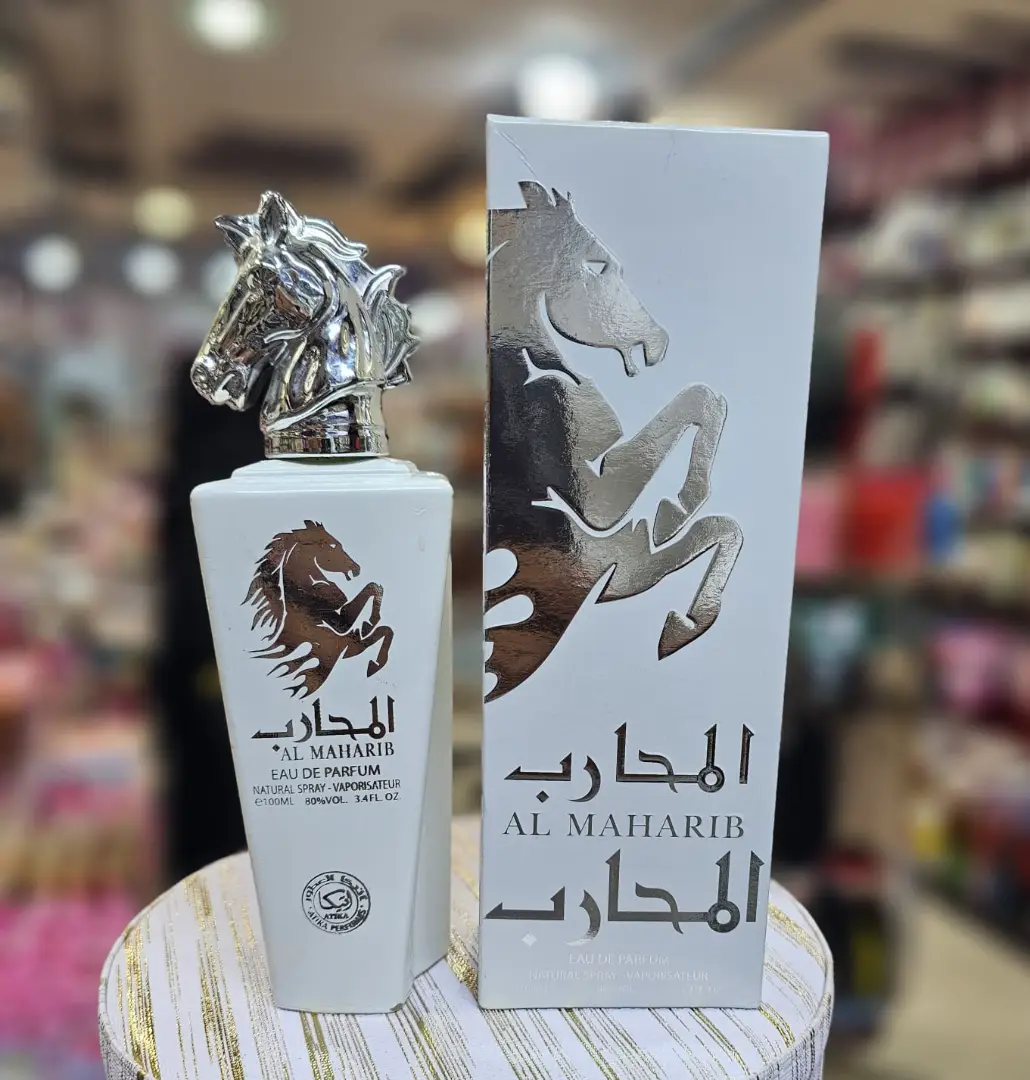 المحارب
AL MAHARIB
EAU DE PARFUM
NATURAL SPRAY - VAPORISATEUR
e100ML 80%VOL. 3.4FL. OZ.
ATIKA
ATIKA PERFUMES
المحارب
AL MAHARIB
المحارب
EAU DE PARFUM
NATURAL SPRAY - VAPORISATEUR